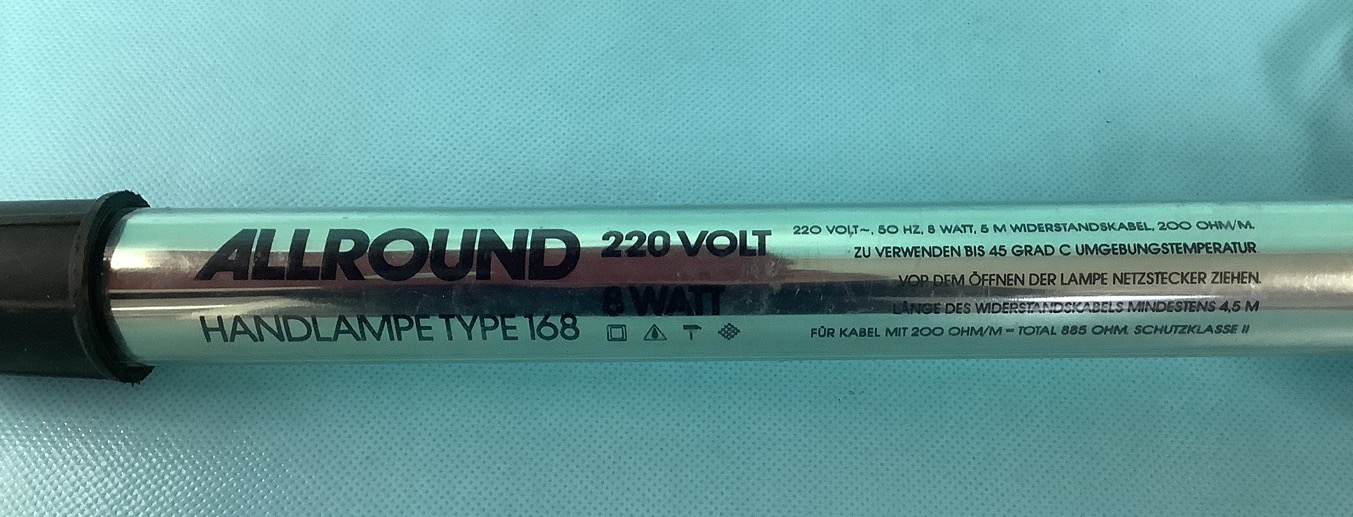 ALLROUND
HANDLAMPE TYPE 168
220 VOLT
8 WATT
220 VOLT~, 50 HZ, 8 WATT, 5 M WIDERSTANDSKABEL, 200 OHM/M.
ZU VERWENDEN BIS 45 GRAD C UMGEBUNGSTEMPERATUR
VOR DEM ÖFFNEN DER LAMPE NETZSTECKER ZIEHEN.
LÄNGE DES WIDERSTANDSKABELS MINDESTENS 4,5 M
FÜR KABEL MIT 200 OHM/M = TOTAL 885 OHM. SCHUTZKLASSE II